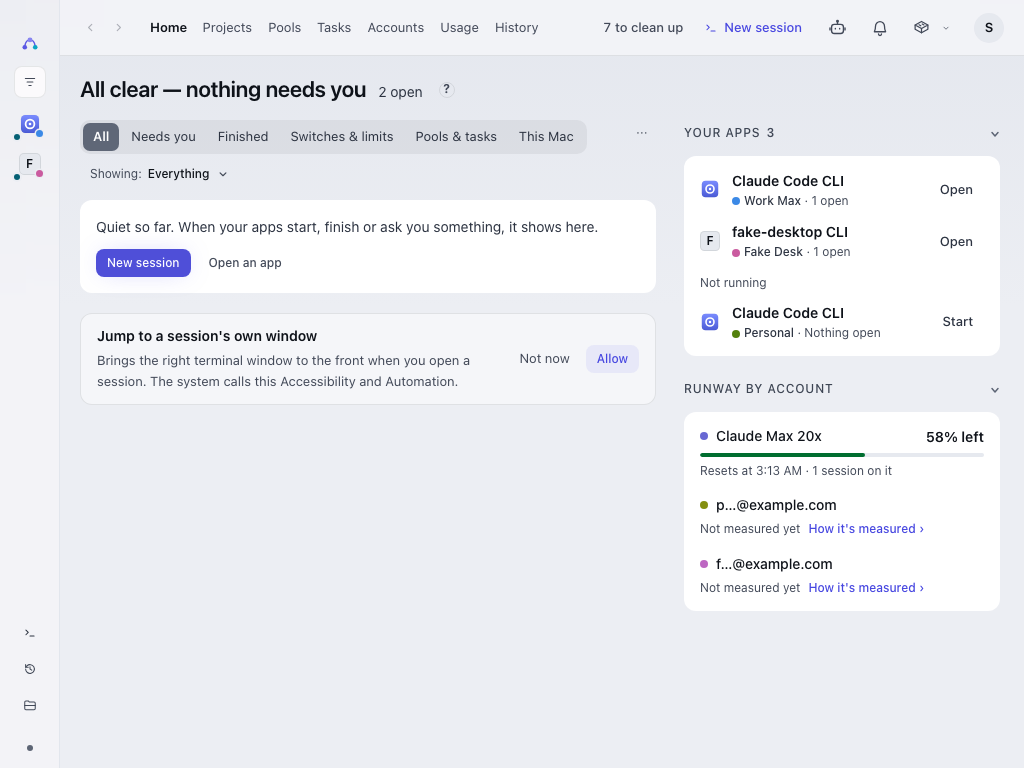 Home Projects Pools Tasks Accounts Usage History 7 to clean up New session S
All clear — nothing needs you 2 open ?
All Needs you Finished Switches & limits Pools & tasks This Mac ...
Showing: Everything
Quiet so far. When your apps start, finish or ask you something, it shows here.
New session Open an app
Jump to a session's own window
Brings the right terminal window to the front when you open a
session. The system calls this Accessibility and Automation.
Not now Allow
F
YOUR APPS 3
Claude Code CLI
Work Max · 1 open
Open
F
fake-desktop CLI
Fake Desk · 1 open
Open
Not running
Claude Code CLI
Personal · Nothing open
Start
RUNWAY BY ACCOUNT
Claude Max 20x 58% left
Resets at 3:13 AM · 1 session on it
p...@example.com
Not measured yet How it's measured ›
f...@example.com
Not measured yet How it's measured ›